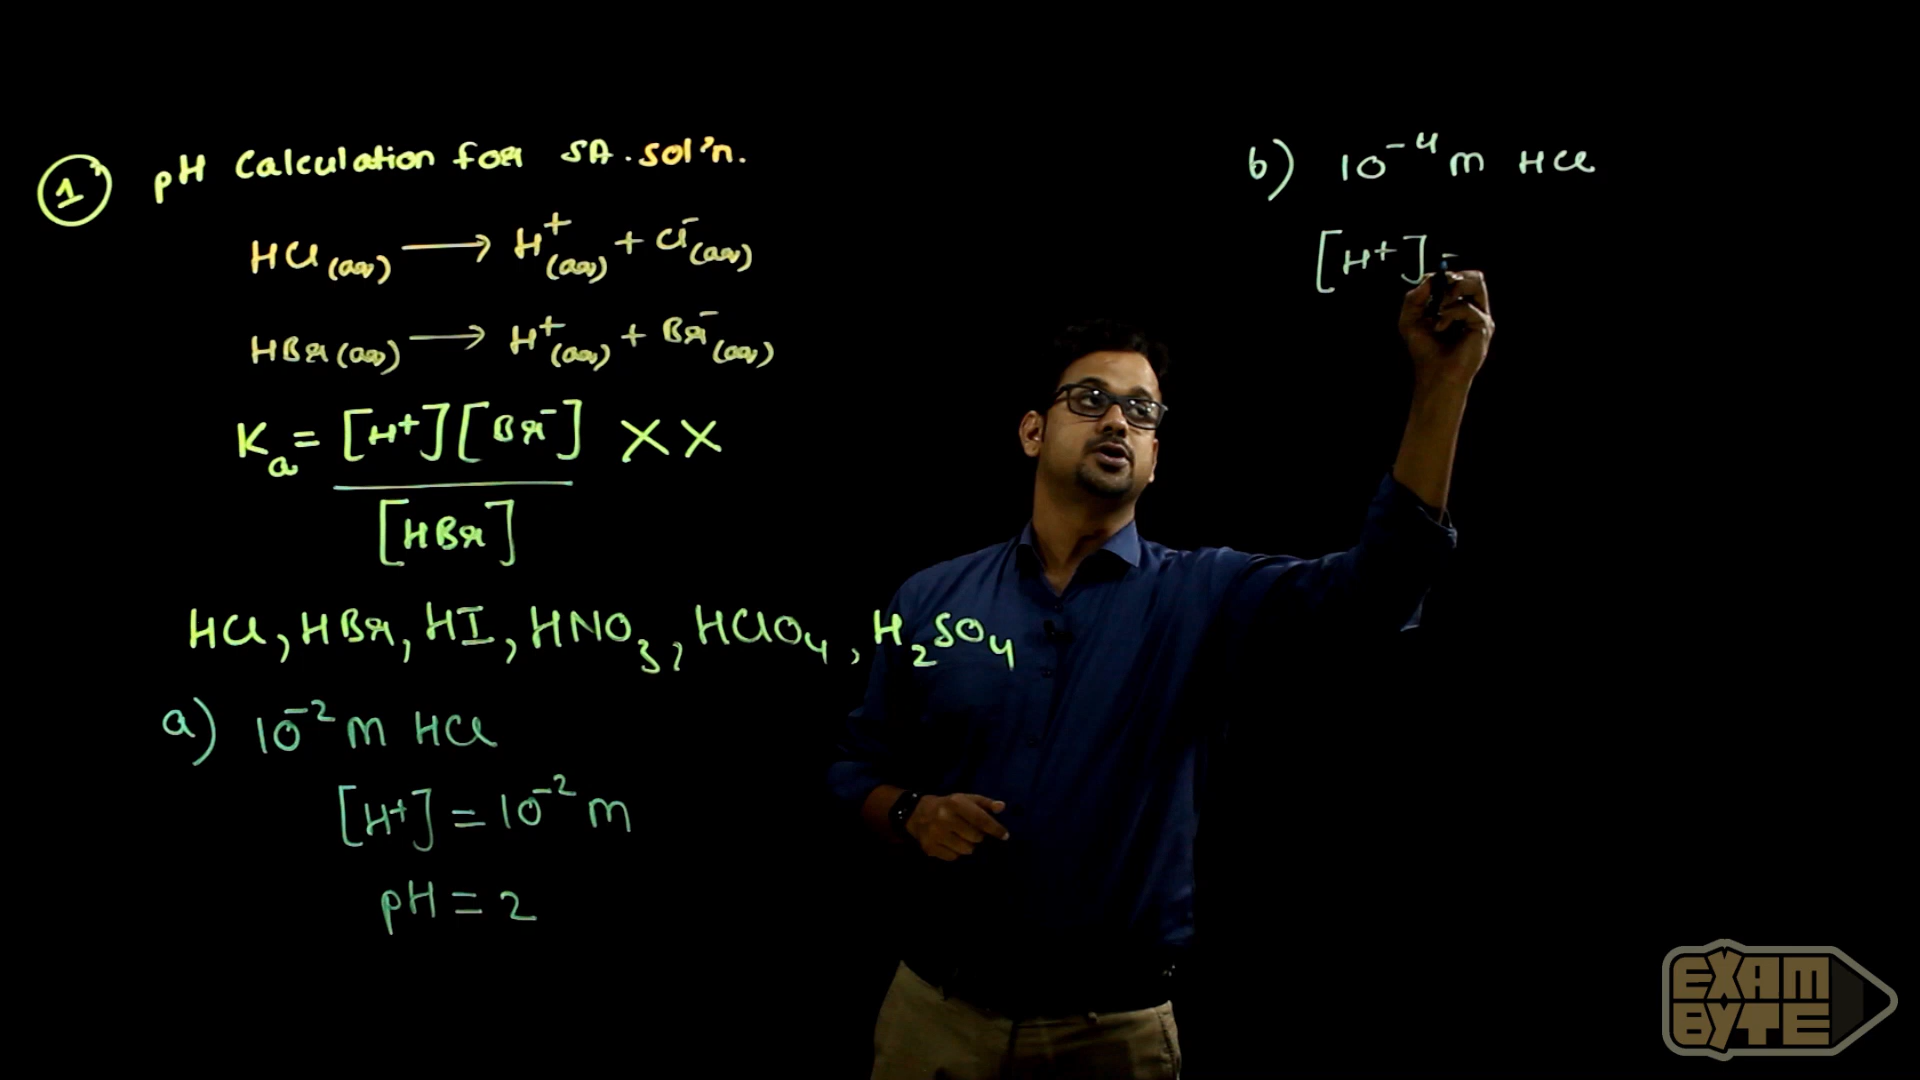 1 pH Calculation for SA. sol'n.
HCl(aq) ⟶ H⁺(aq) + Cl⁻(aq)
HBr(aq) ⟶ H⁺(aq) + Br⁻(aq)
Ka = [H⁺][Br⁻] XX
[HBr]
HCl, HBr, HI, HNO₃, HClO₄, H₂SO₄
a) 10⁻² M HCl
[H⁺] = 10⁻² M
pH = 2
b) 10⁻⁴ M HCl
[H⁺] =
EXAM
BYTE